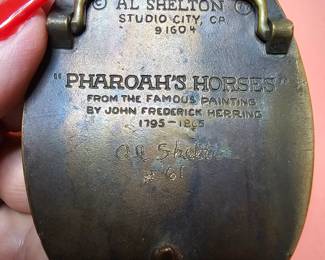 © AL SHELTON ®
STUDIO CITY, CA.
91604
"PHAROAH'S HORSES"
FROM THE FAMOUS PAINTING
BY JOHN FREDERICK HERRING
1795-1865
Al Shelton
61